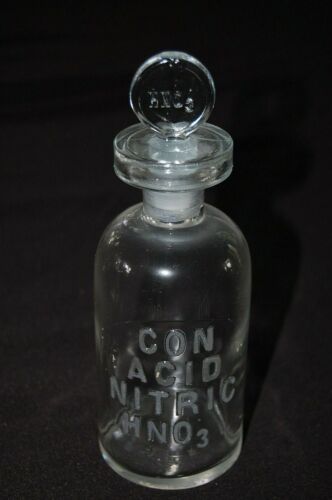 HNO3
CON
ACID
NITRIC
HNO3